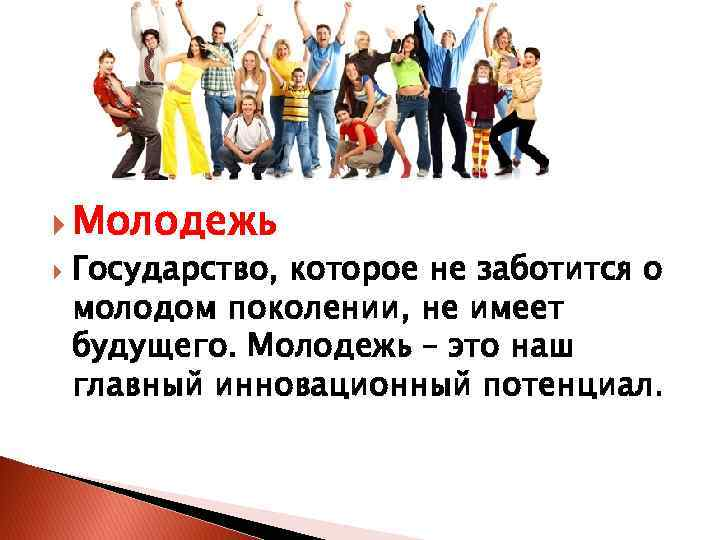 Молодежь
Государство, которое не заботится о
молодом поколении, не имеет
будущего. Молодежь – это наш
главный инновационный потенциал.